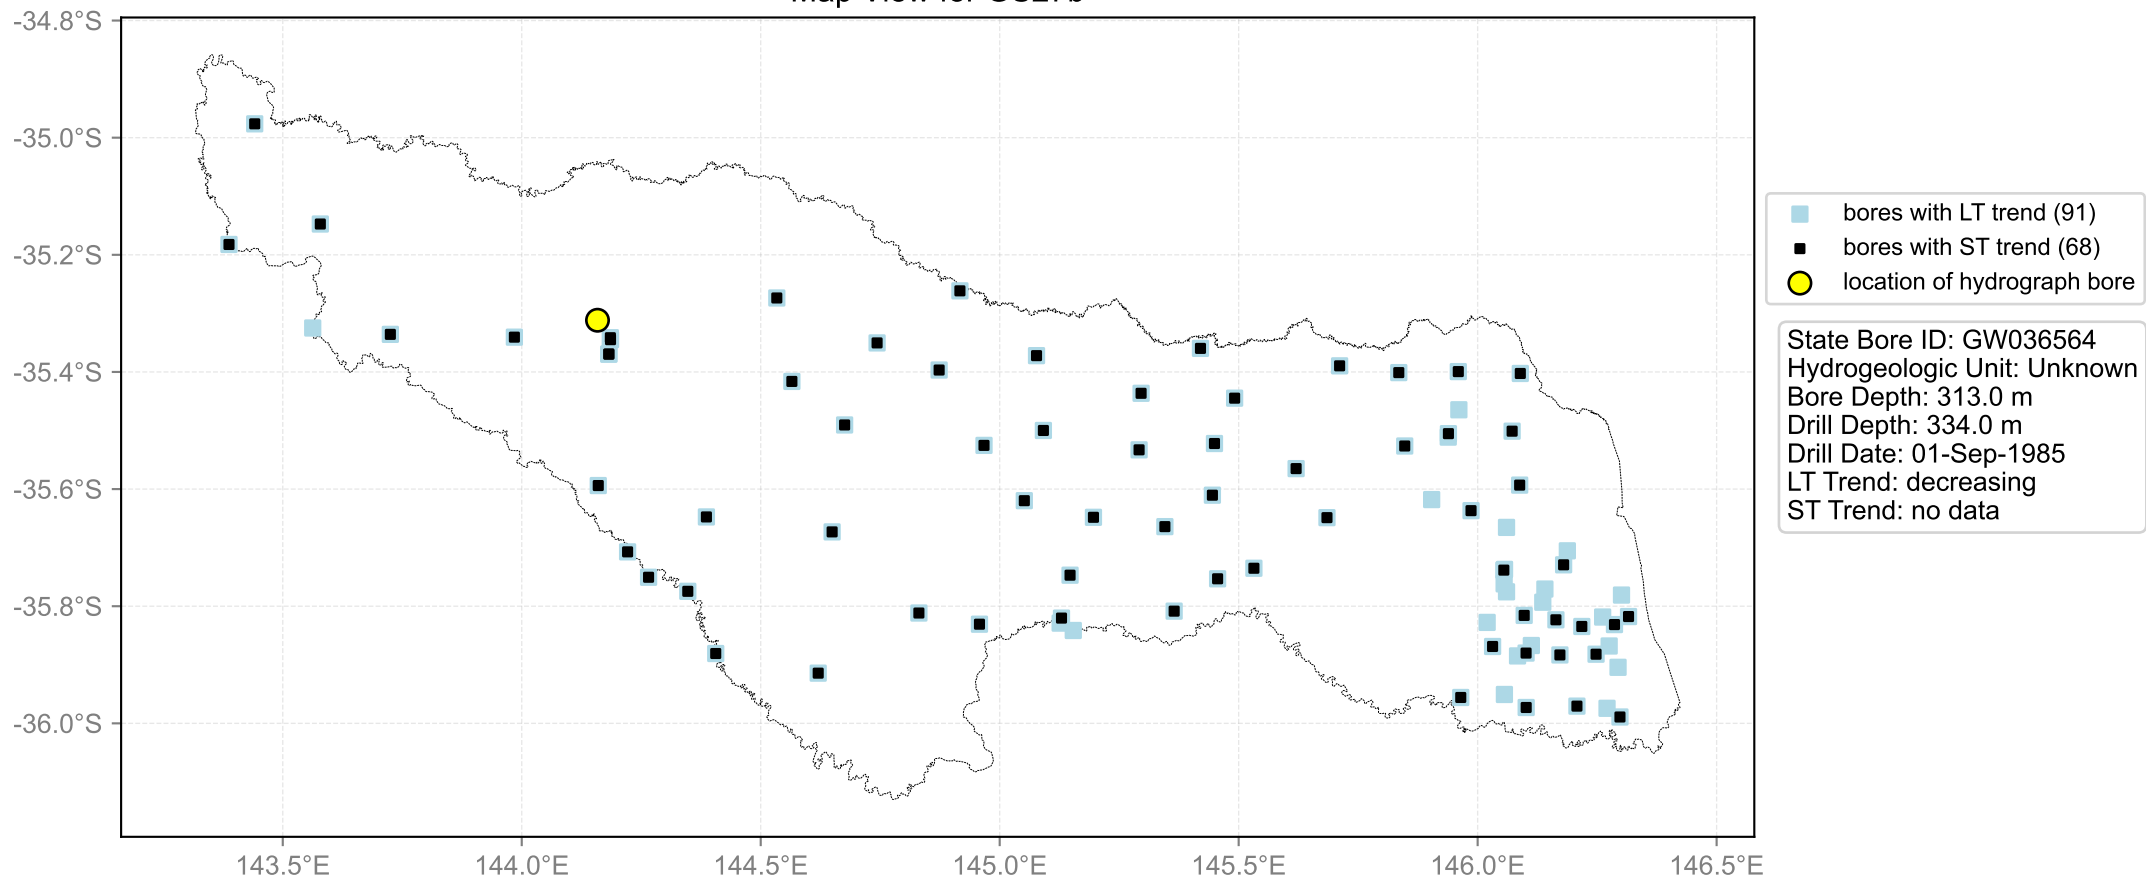 -34.8°S
-35.0°S
-35.2°S
-35.4°S
-35.6°S
-35.8°S
-36.0°S
143.5°E
144.0°E
144.5°E
145.0°E
145.5°E
146.0°E
146.5°E
bores with LT trend (91)
bores with ST trend (68)
location of hydrograph bore
State Bore ID: GW036564
Hydrogeologic Unit: Unknown
Bore Depth: 313.0 m
Drill Depth: 334.0 m
Drill Date: 01-Sep-1985
LT Trend: decreasing
ST Trend: no data